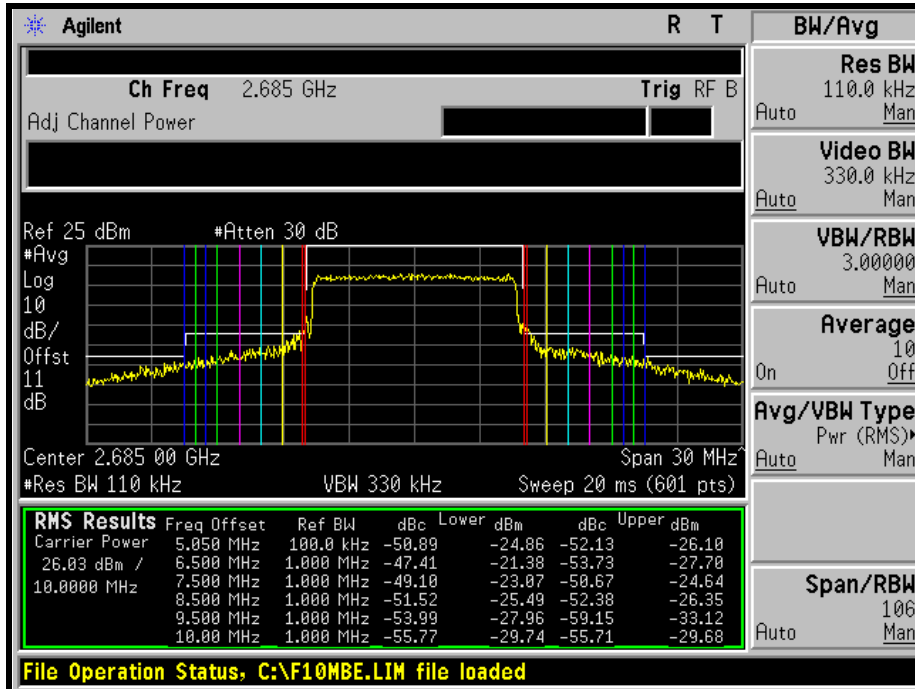 Agilent R T
Ch Freq 2.685 GHz Trig RF B
Adj Channel Power
Ref 25 dBm #Atten 30 dB
#Avg
Log
10
dB/
Offst
11
dB
Center 2.685 00 GHz Span 30 MHz^
#Res BW 110 kHz VBW 330 kHz Sweep 20 ms (601 pts)
RMS Results Freq Offset Ref BW dBc Lower dBm dBc Upper dBm
Carrier Power 5.050 MHz 100.0 kHz -50.89 -24.86 -52.13 -26.10
26.03 dBm / 6.500 MHz 1.000 MHz -47.41 -21.38 -53.73 -27.70
10.0000 MHz 7.500 MHz 1.000 MHz -49.10 -23.07 -50.67 -24.64
8.500 MHz 1.000 MHz -51.52 -25.49 -52.38 -26.35
9.500 MHz 1.000 MHz -53.99 -27.96 -59.15 -33.12
10.00 MHz 1.000 MHz -55.77 -29.74 -55.71 -29.68
File Operation Status, C:\F10MBE.LIM file loaded
BW/Avg
Res BW
110.0 kHz
Auto Man
Video BW
330.0 kHz
Auto Man
VBW/RBW
3.00000
Auto Man
Average
10
On Off
Avg/VBW Type
Pwr (RMS)▸
Auto Man
Span/RBW
106
Auto Man